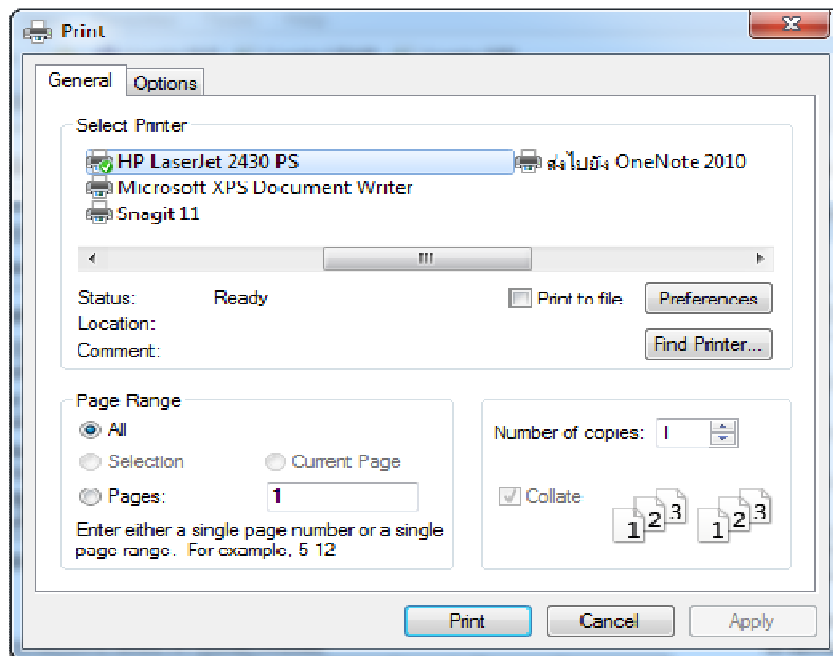 Print
General Options
Select Printer
HP LaserJet 2430 PS ส่งไปยัง OneNote 2010
Microsoft XPS Document Writer
Snagit 11
Status: Ready Print to file Preferences
Location:
Comment: Find Printer...
Page Range
All
Selection Current Page
Pages: 1
Enter either a single page number or a single
page range. For example, 5-12
Number of copies: 1
Collate
1 2 3 1 2 3
Print Cancel Apply